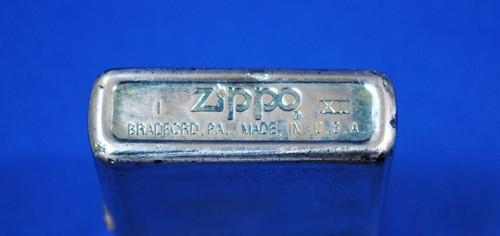 I Zippo ® XII
BRADFORD, PA. MADE IN U.S.A